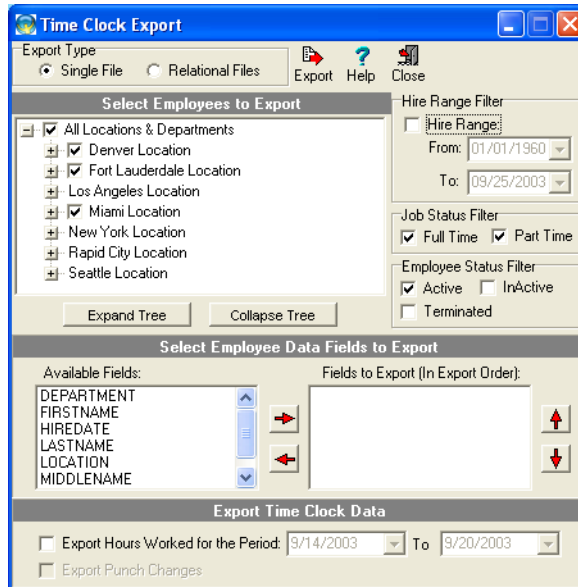 Time Clock Export
Export Type
Single File Relational Files
Export Help Close
Select Employees to Export
All Locations & Departments
Denver Location
Fort Lauderdale Location
Los Angeles Location
Miami Location
New York Location
Rapid City Location
Seattle Location
Expand Tree Collapse Tree
Hire Range Filter
Hire Range:
From: 01/01/1960
To: 09/25/2003
Job Status Filter
Full Time Part Time
Employee Status Filter
Active InActive
Terminated
Select Employee Data Fields to Export
Available Fields:
DEPARTMENT
FIRSTNAME
HIREDATE
LASTNAME
LOCATION
MIDDLENAME
Fields to Export (In Export Order):
Export Time Clock Data
Export Hours Worked for the Period: 9/14/2003 To 9/20/2003
Export Punch Changes